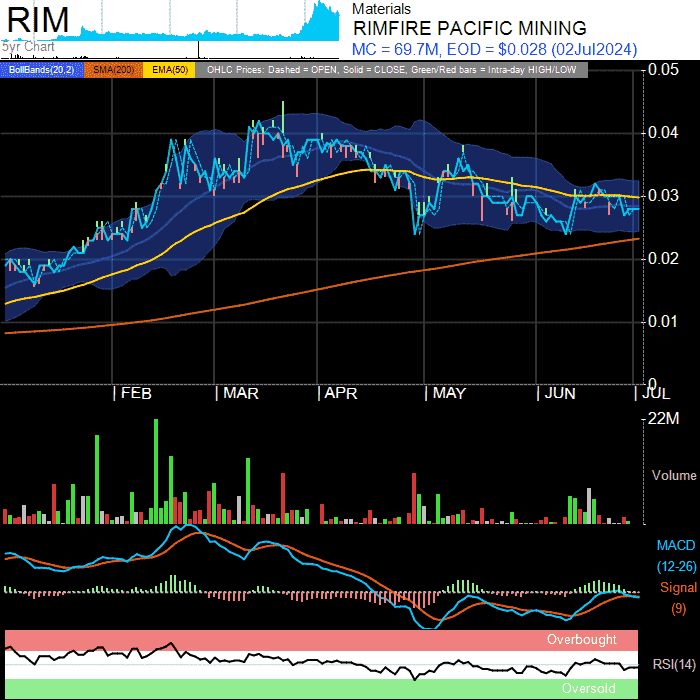 RIM
5yr Chart
Materials
RIMFIRE PACIFIC MINING
MC = 69.7M, EOD = $0.028 (02Jul2024)
BollBands(20,2) SMA(200) EMA(50) OHLC Prices: Dashed = OPEN, Solid = CLOSE, Green/Red bars = Intra-day HIGH/LOW
0.05
0.04
0.03
0.02
0.01
0
FEB MAR APR MAY JUN JUL
22M
Volume
MACD
(12-26)
Signal
(9)
Overbought
RSI(14)
Oversold